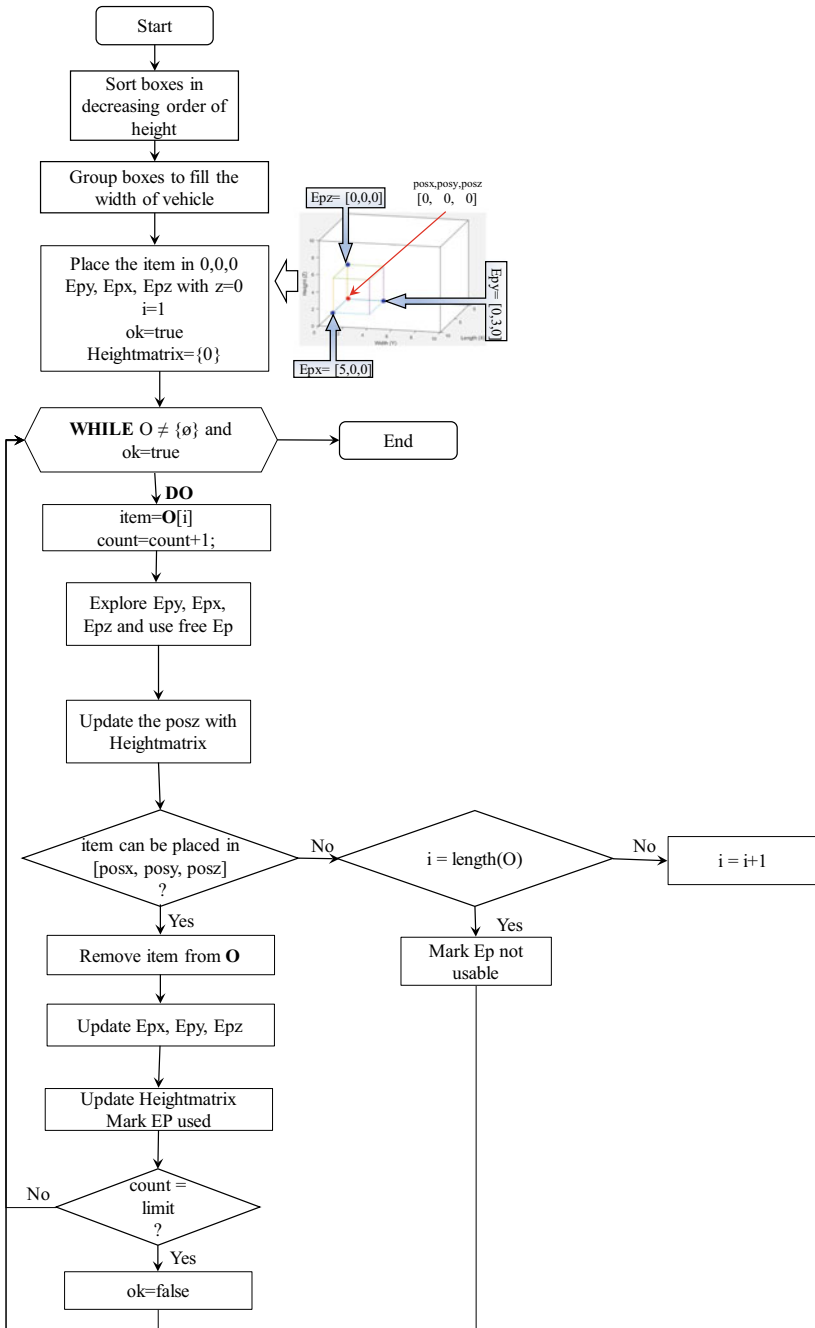 Start
Sort boxes in
decreasing order of
height
Group boxes to fill the
width of vehicle
Place the item in 0,0,0
Epy, Epx, Epz with z=0
i=1
ok=true
Heightmatrix={0}
posx,posy,posz
[0, 0, 0]
Epz= [0,0,0]
Epy=
[0,3,0]
Epx= [5,0,0]
Height (Z)
Width (Y)
Length (X)
WHILE O ≠ {ø} and
ok=true
End
DO
item=O[i]
count=count+1;
Explore Epy, Epx,
Epz and use free Ep
Update the posz with
Heightmatrix
item can be placed in
[posx, posy, posz]
?
No
i = length(O)
No
i = i+1
Yes
Yes
Remove item from O
Mark Ep not
usable
Update Epx, Epy, Epz
Update Heightmatrix
Mark EP used
count =
limit
?
No
Yes
ok=false